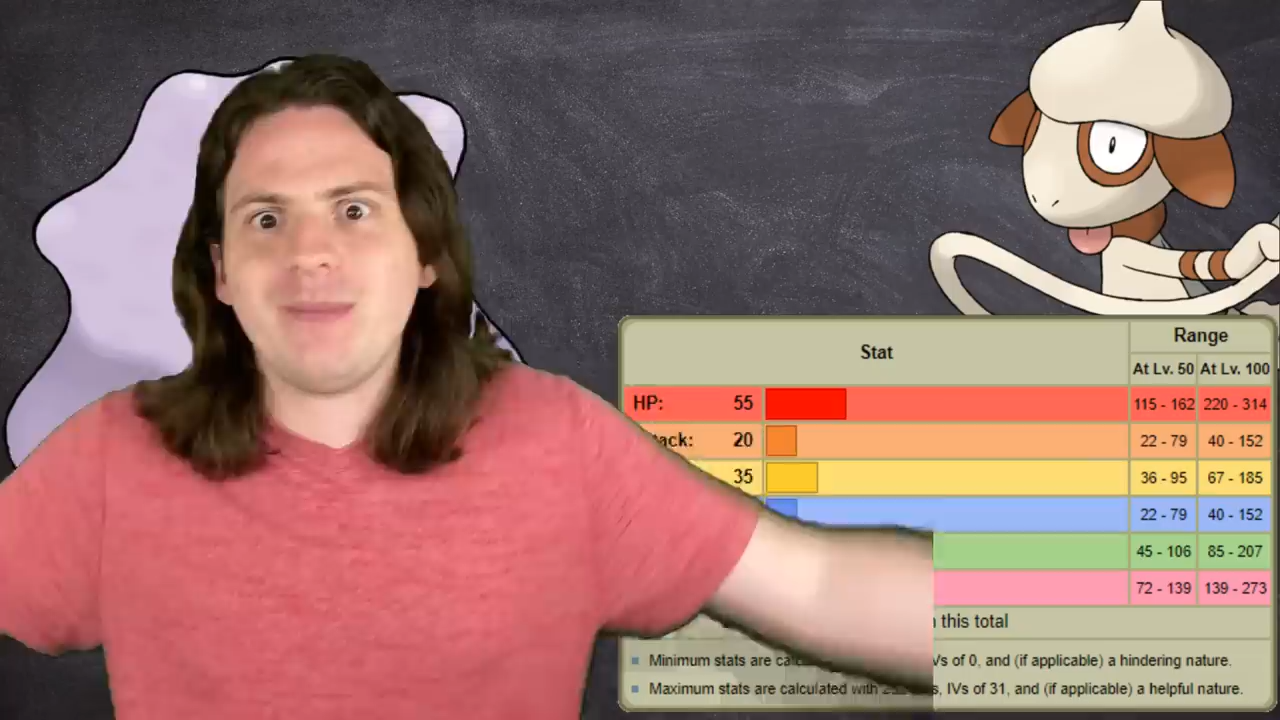 Stat
Range
At Lv. 50 At Lv. 100
HP: 55 115 - 162 220 - 314
20 22 - 79 40 - 152
35 36 - 95 67 - 185
22 - 79 40 - 152
45 - 106 85 - 207
72 - 139 139 - 273
this total
Minimum stats are of 0, and (if applicable) a hindering nature.
Maximum stats are calculated with IVs of 31, and (if applicable) a helpful nature.